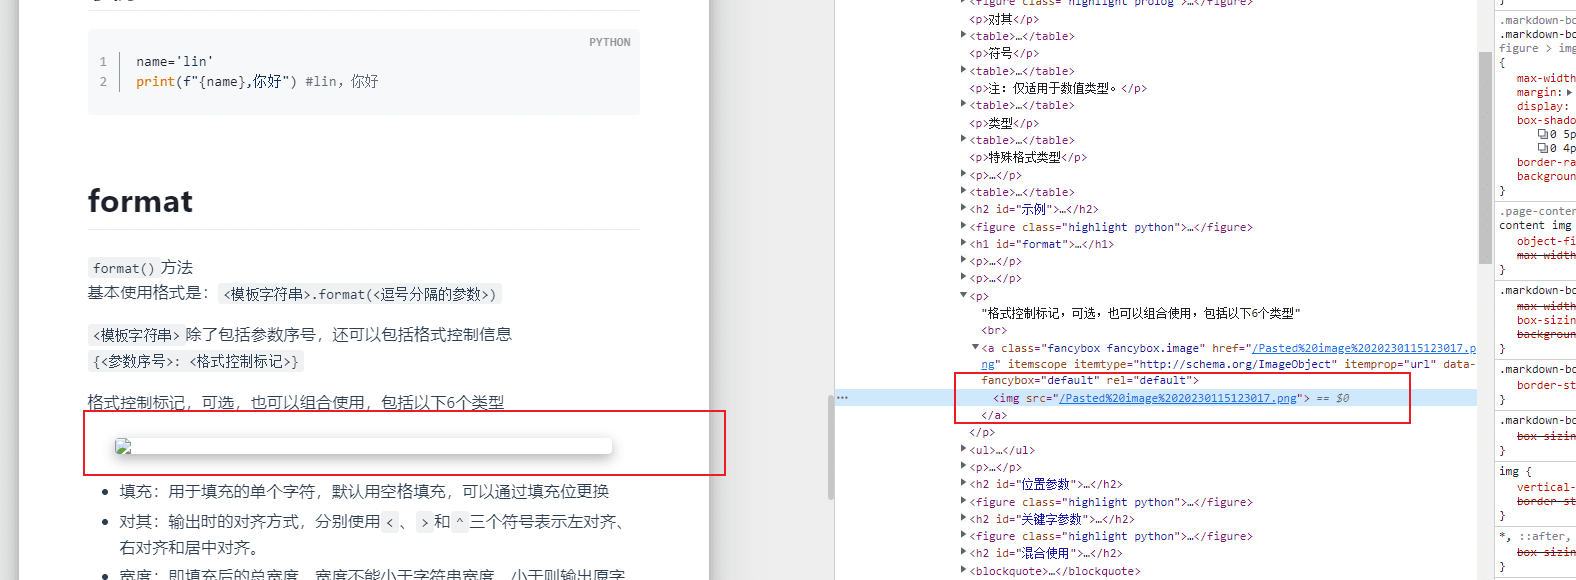 PYTHON
1 name='lin'
2 print(f"{name},你好") #lin，你好
format
format() 方法
基本使用格式是： <模板字符串>.format(<逗号分隔的参数>)
<模板字符串> 除了包括参数序号，还可以包括格式控制信息
{<参数序号>: <格式控制标记>}
格式控制标记，可选，也可以组合使用，包括以下6个类型
填充：用于填充的单个字符，默认用空格填充，可以通过填充位更换
对其：输出时的对齐方式，分别使用 < 、 > 和 ^ 三个符号表示左对齐、
右对齐和居中对齐。
宽度：即填充后的总宽度，宽度不能小于字符串宽度，小于则输出原字
<figure class="highlight prolog">…</figure>
<p>对其</p>
<table>…</table>
<p>符号</p>
<table>…</table>
<p>注：仅适用于数值类型。</p>
<table>…</table>
<p>类型</p>
<table>…</table>
<p>特殊格式类型</p>
<p>…</p>
<table>…</table>
<h2 id="示例">…</h2>
<figure class="highlight python">…</figure>
<h1 id="format">…</h1>
<p>…</p>
<p>…</p>
<p>
"格式控制标记，可选，也可以组合使用，包括以下6个类型"
<br>
<a class="fancybox fancybox.image" href="/Pasted%20image%2020230115123017.p
ng" itemscope itemtype="http://schema.org/ImageObject" itemprop="url" data-
fancybox="default" rel="default">
<img src="/Pasted%20image%2020230115123017.png"> == $0
</a>
</p>
<ul>…</ul>
<p>…</p>
<h2 id="位置参数">…</h2>
<figure class="highlight python">…</figure>
<h2 id="关键字参数">…</h2>
<figure class="highlight python">…</figure>
<h2 id="混合使用">…</h2>
<blockquote>…</blockquote>
}
.markdown-bo
.markdown-bo
figure > img
{
max-width
margin:
display:
box-shado
0 5p
0 4p
border-ra
backgroun
}
.page-conten
content img
object-fi
max-width
}
.markdown-bo
max-width
box-sizin
backgroun
}
.markdown-bo
border-st
}
.markdown-bo
box-sizin
}
img {
vertical-
border-st
}
*, ::after,
box-sizin
}